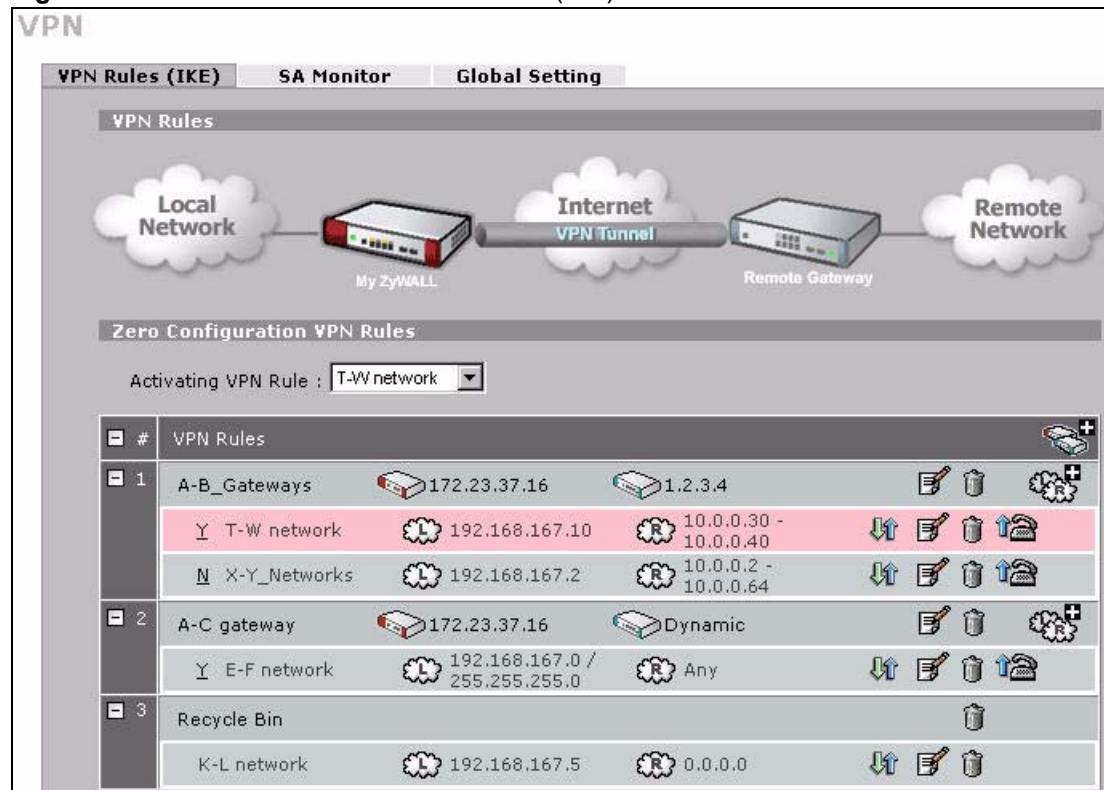 VPN
VPN Rules (IKE) SA Monitor Global Setting
VPN Rules
Local Network
My ZyWALL
Internet
VPN Tunnel
Remote Gateway
Remote Network
Zero Configuration VPN Rules
Activating VPN Rule : T-W network
# VPN Rules
1 A-B_Gateways 172.23.37.16 1.2.3.4
Y T-W network L 192.168.167.10 R 10.0.0.30 - 10.0.0.40
N X-Y_Networks L 192.168.167.2 R 10.0.0.2 - 10.0.0.64
2 A-C gateway 172.23.37.16 Dynamic
Y E-F network L 192.168.167.0 / 255.255.255.0 R Any
3 Recycle Bin
K-L network L 192.168.167.5 R 0.0.0.0